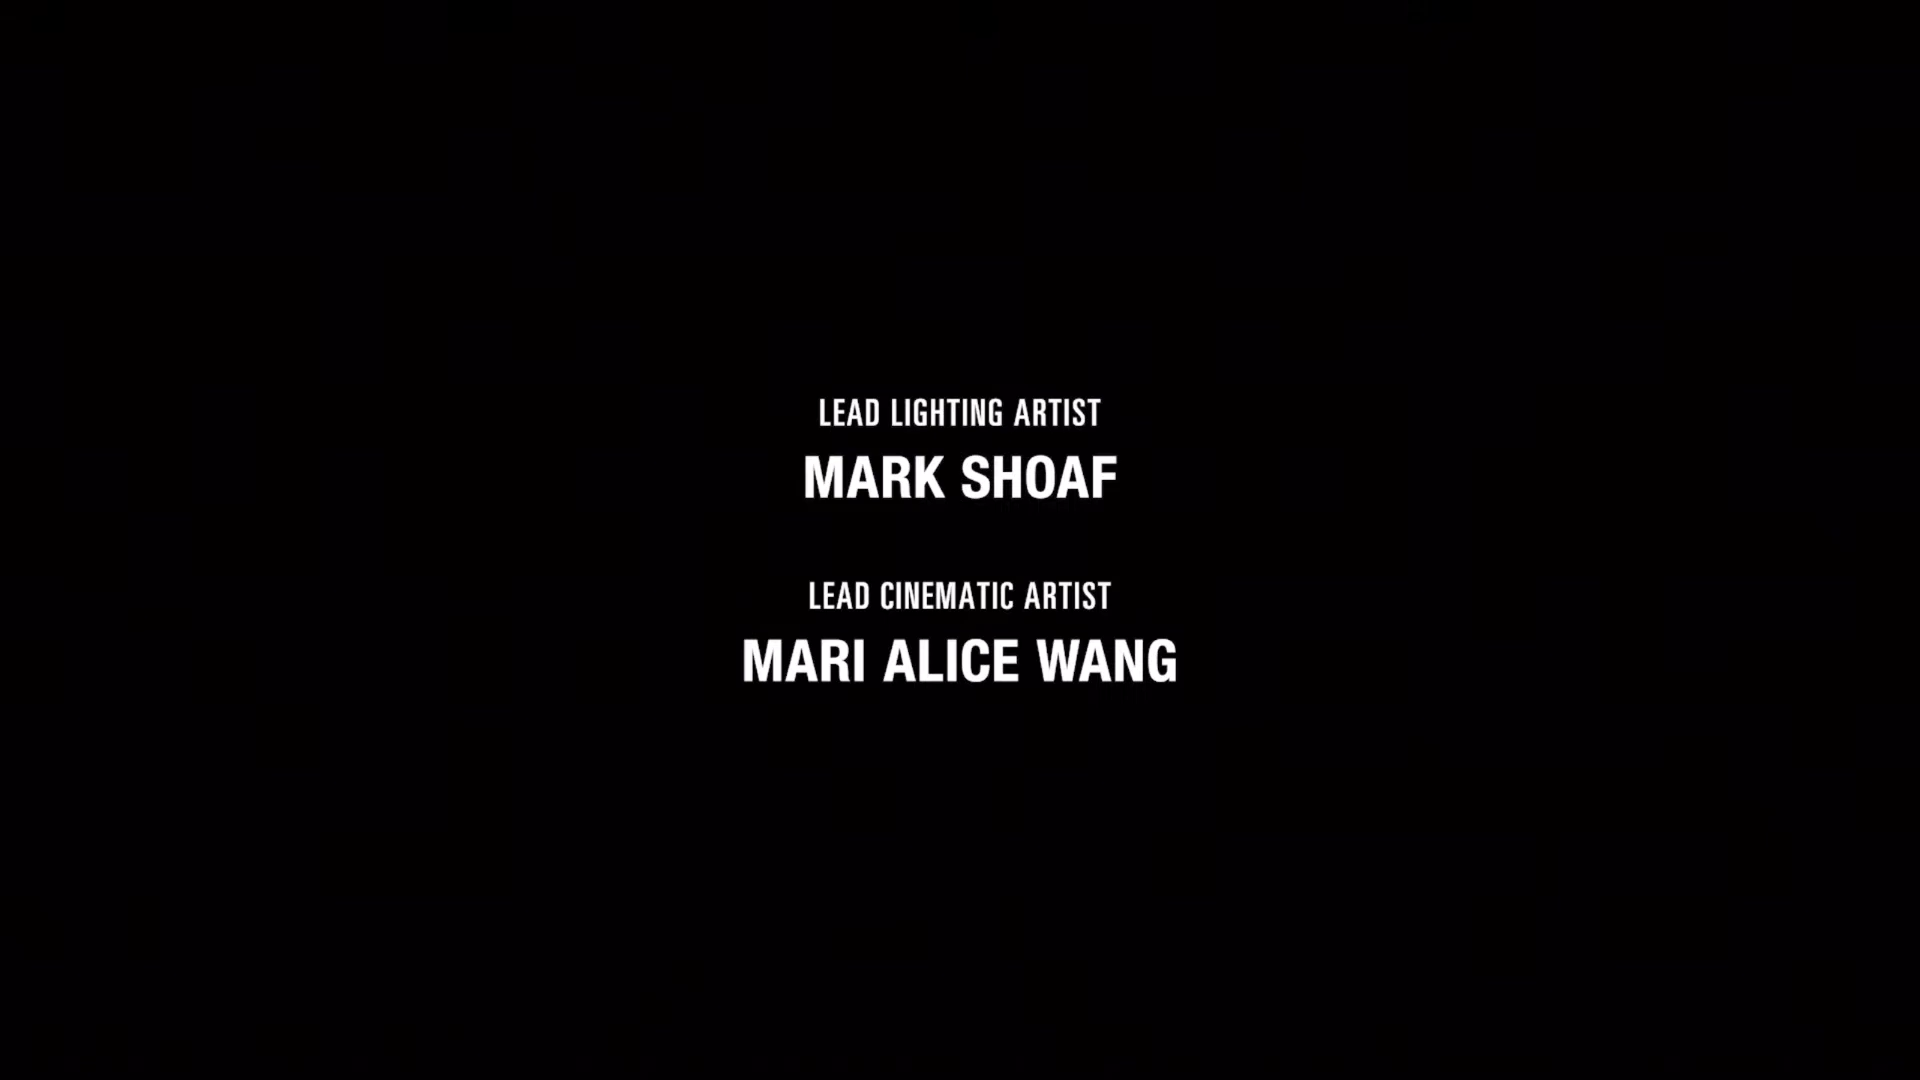 LEAD LIGHTING ARTIST
MARK SHOAF
LEAD CINEMATIC ARTIST
MARI ALICE WANG